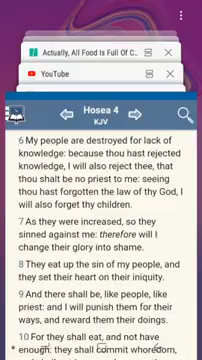 Actually, All Food Is Full Of C...
YouTube
Hosea 4
KJV
6 My people are destroyed for lack of
knowledge: because thou hast rejected
knowledge, I will also reject thee, that
thou shalt be no priest to me: seeing
thou hast forgotten the law of thy God, I
will also forget thy children.
7 As they were increased, so they
sinned against me: therefore will I
change their glory into shame.
8 They eat up the sin of my people, and
they set their heart on their iniquity.
9 And there shall be, like people, like
priest: and I will punish them for their
ways, and reward them their doings.
10 For they shall eat, and not have
enough: they shall commit whoredom,